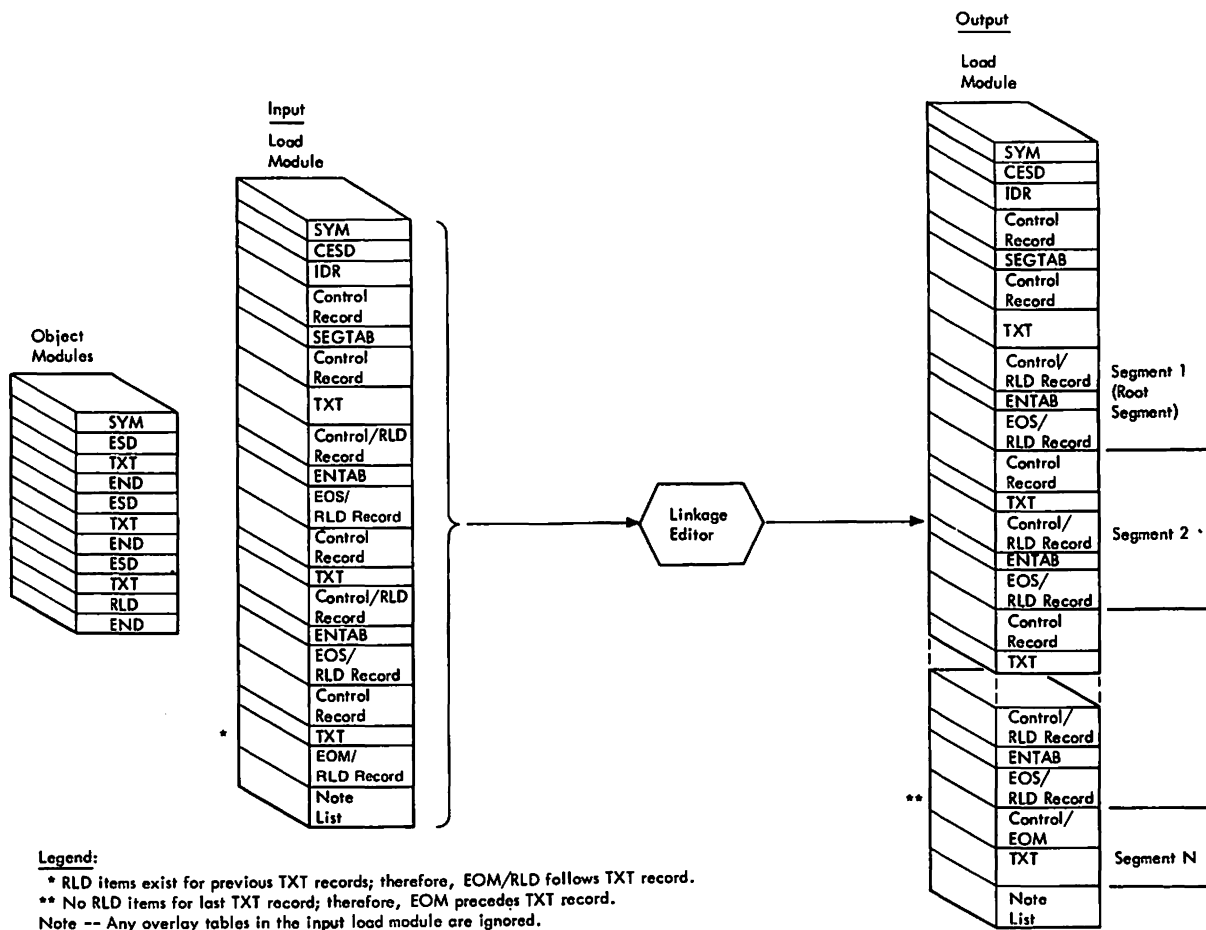 Object
Modules
SYM
ESD
TXT
END
ESD
TXT
END
ESD
TXT
RLD
END
Input
Load
Module
SYM
CESD
IDR
Control
Record
SEGTAB
Control
Record
TXT
Control/RLD
Record
ENTAB
EOS/
RLD Record
Control
Record
TXT
Control/RLD
Record
ENTAB
EOS/
RLD Record
Control
Record
*
TXT
EOM/
RLD Record
Note
List
Linkage
Editor
Output
Load
Module
SYM
CESD
IDR
Control
Record
SEGTAB
Control
Record
TXT
Control/
RLD Record
ENTAB
EOS/
RLD Record
Segment 1
(Root
Segment)
Control
Record
TXT
Control/
RLD Record
ENTAB
EOS/
RLD Record
Segment 2
Control
Record
TXT
Control/
RLD Record
ENTAB
EOS/
RLD Record
**
Control/
EOM
TXT
Segment N
Note
List
Legend:
* RLD items exist for previous TXT records; therefore, EOM/RLD follows TXT record.
** No RLD items for last TXT record; therefore, EOM precedes TXT record.
Note -- Any overlay tables in the input load module are ignored.